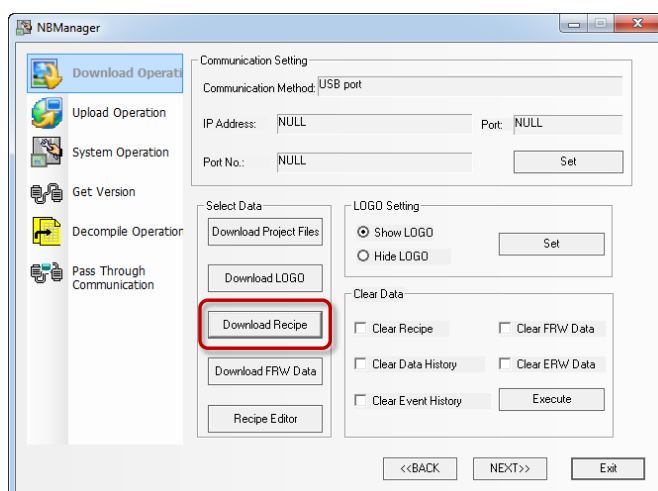 NBManager
Download Operati
Upload Operation
System Operation
Get Version
Decompile Operation
Pass Through
Communication
Communication Setting
Communication Method: USB port
IP Address: NULL Port: NULL
Port No.: NULL Set
Select Data
Download Project Files
Download LOGO
Download Recipe
Download FRW Data
Recipe Editor
LOGO Setting
Show LOGO
Hide LOGO
Set
Clear Data
Clear Recipe Clear FRW Data
Clear Data History Clear ERW Data
Clear Event History Execute
<<BACK NEXT>> Exit